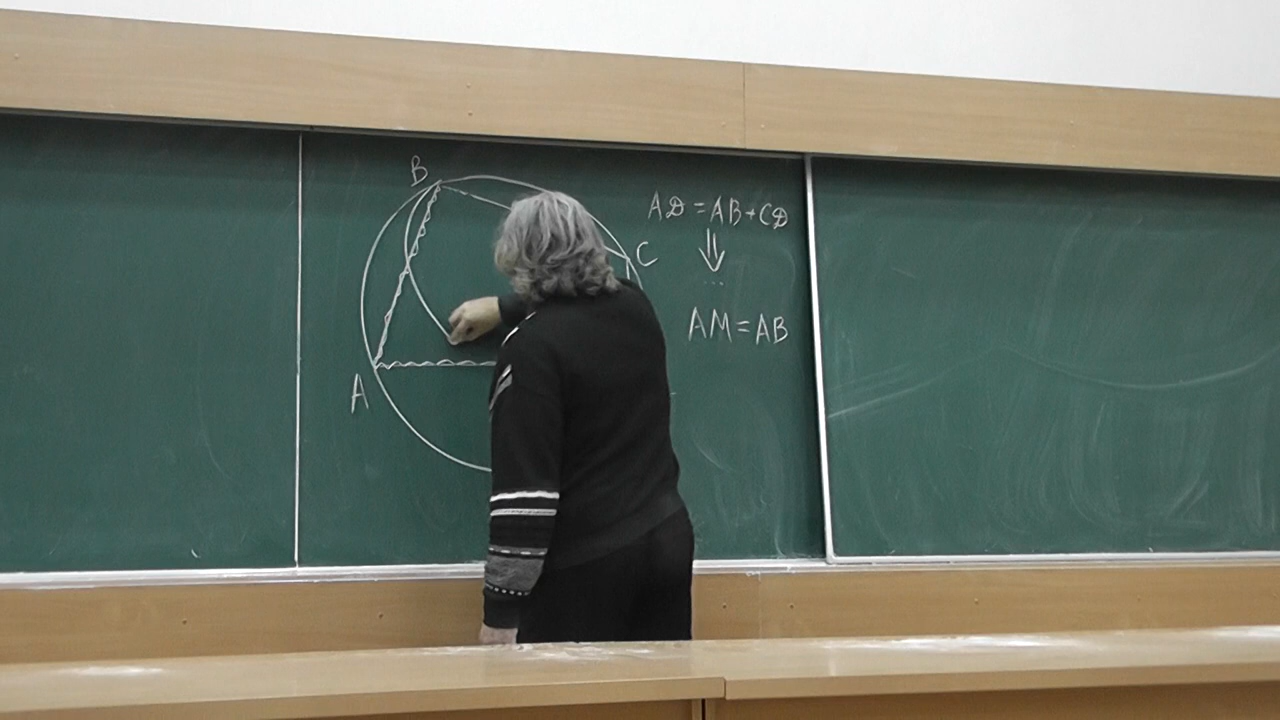 B
C
A
AD = AB + CD
⇓
...
AM = AB